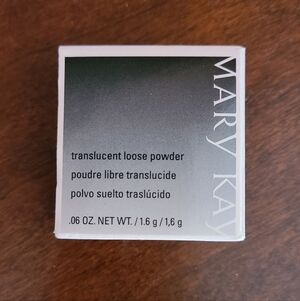 MARY KAY
translucent loose powder
poudre libre translucide
polvo suelto traslúcido
.06 OZ. NET WT. / 1.6 g / 1,6 g